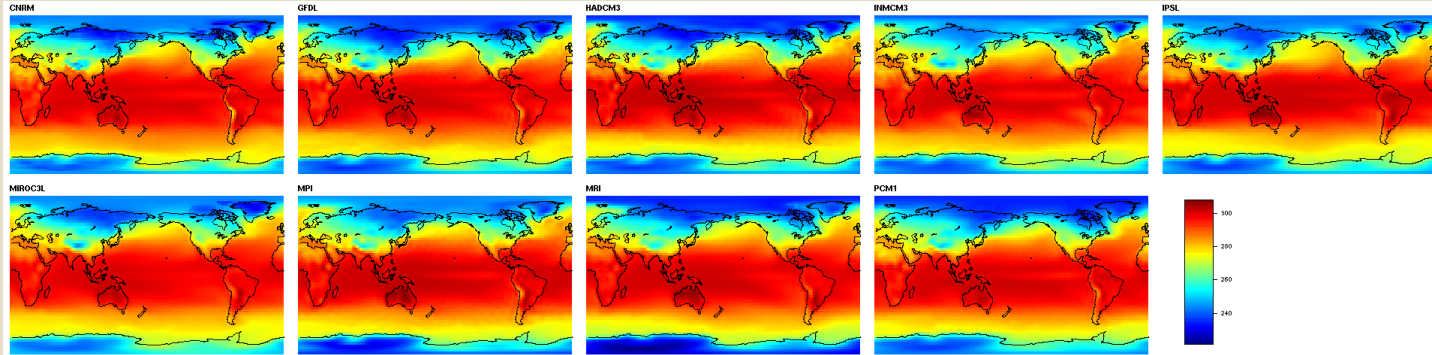 CNRM
GFDL
HADCM3
INMCM3
IPSL
MIROC3L
MPI
MRI
PCM1
300
280
260
240